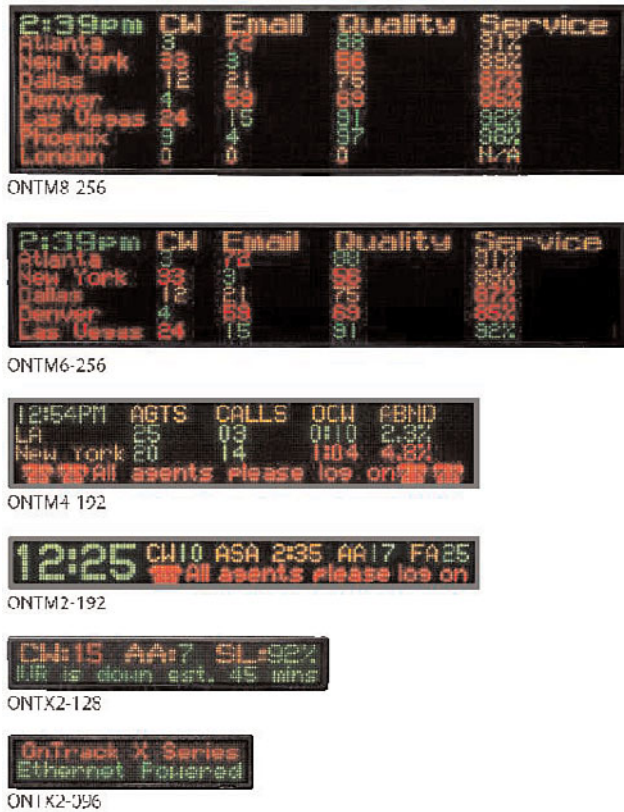 2:39pm CW Email Quality Service
Atlanta 3 72 88 91%
New York 33 3 56 89%
Dallas 12 21 75 87%
Denver 4 59 69 85%
Las Vegas 24 15 91 92%
Phoenix 4 97 98%
London 0 0 0 N/A
ONTM8-256
2:39pm CW Email Quality Service
Atlanta 3 72 88 91%
New York 33 3 56 89%
Dallas 12 21 75 87%
Denver 4 59 69 85%
Las Vegas 24 15 91 92%
ONTM6-256
12:54PM AGTS CALLS OCW ABND
LA 25 03 0:10 2.3%
New York 20 14 1:04 4.8%
All agents please log on
ONTM4-192
12:25 CW10 ASA 2:35 AA17 FA25
All agents please log on
ONTM2-192
CW:15 AA:7 SL:92%
IVR is down est. 45 mins
ONTX2-128
OnTrack X Series
Ethernet Powered
ONTX2-096